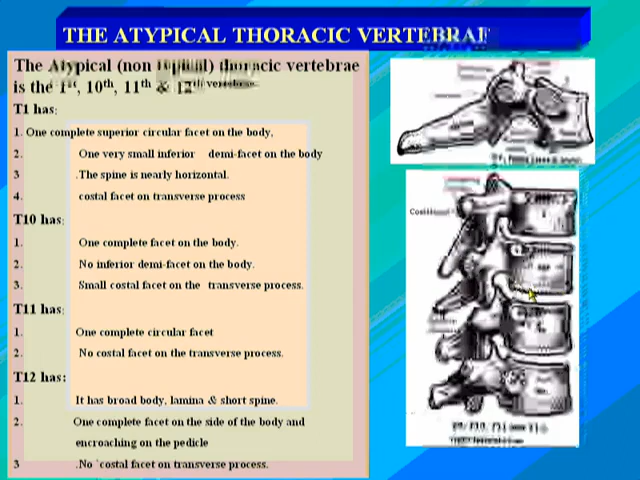 THE ATYPICAL THORACIC VERTEBRAE
The Atypical (non typical) thoracic vertebrae
is the 1st, 10th, 11th & 12th vertebrae.
T1 has:
1. One complete superior circular facet on the body,
2. One very small inferior demi-facet on the body
3 .The spine is nearly horizontal.
4. costal facet on transverse process
T10 has:
1. One complete facet on the body.
2. No inferior demi-facet on the body.
3. Small costal facet on the transverse process.
T11 has:
1. One complete circular facet
2. No costal facet on the transverse process.
T12 has:
1. It has broad body, lamina & short spine.
2. One complete facet on the side of the body and
encroaching on the pedicle
3 .No `costal facet on transverse process.